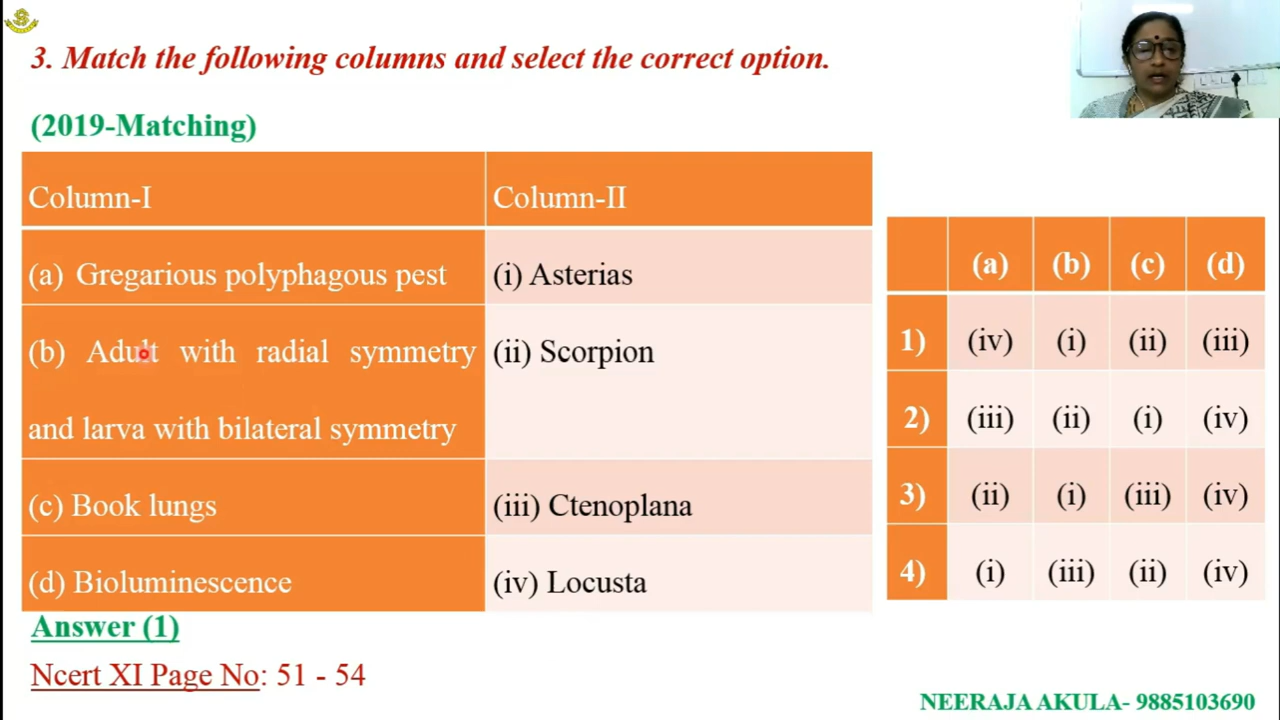 3. Match the following columns and select the correct option.
(2019-Matching)
Column-I Column-II
(a) Gregarious polyphagous pest (i) Asterias
(b) Adult with radial symmetry (ii) Scorpion
and larva with bilateral symmetry
(c) Book lungs (iii) Ctenoplana
(d) Bioluminescence (iv) Locusta
(a) (b) (c) (d)
1) (iv) (i) (ii) (iii)
2) (iii) (ii) (i) (iv)
3) (ii) (i) (iii) (iv)
4) (i) (iii) (ii) (iv)
Answer (1)
Ncert XI Page No: 51 - 54
NEERAJA AKULA- 9885103690